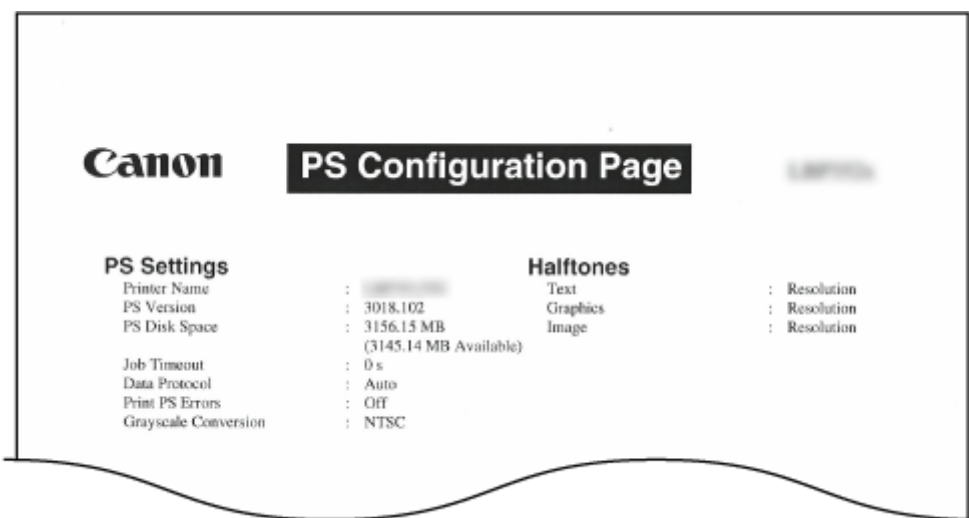 Canon
PS Configuration Page
PS Settings
Printer Name :
PS Version : 3018.102
PS Disk Space : 3156.15 MB
(3145.14 MB Available)
Job Timeout : 0 s
Data Protocol : Auto
Print PS Errors : Off
Grayscale Conversion : NTSC
Halftones
Text : Resolution
Graphics : Resolution
Image : Resolution